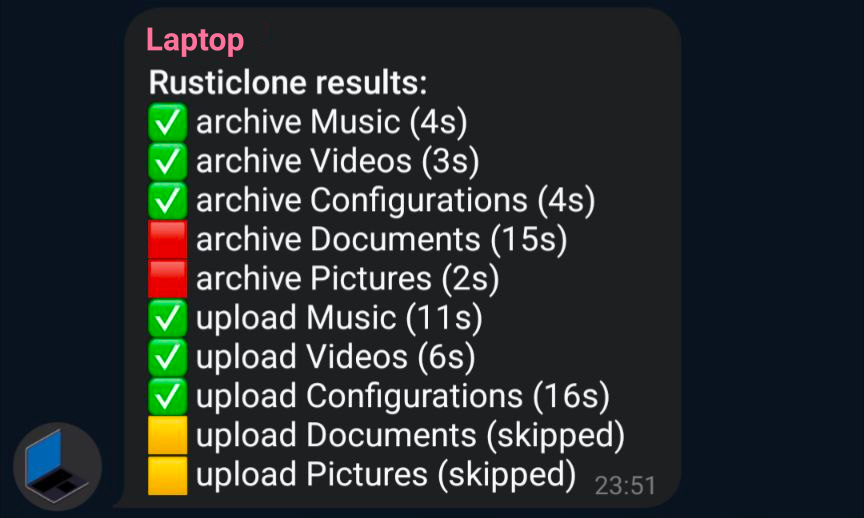 Laptop
Rusticlone results:
✅ archive Music (4s)
✅ archive Videos (3s)
✅ archive Configurations (4s)
🟥 archive Documents (15s)
🟥 archive Pictures (2s)
✅ upload Music (11s)
✅ upload Videos (6s)
✅ upload Configurations (16s)
🟨 upload Documents (skipped)
🟨 upload Pictures (skipped)
23:51